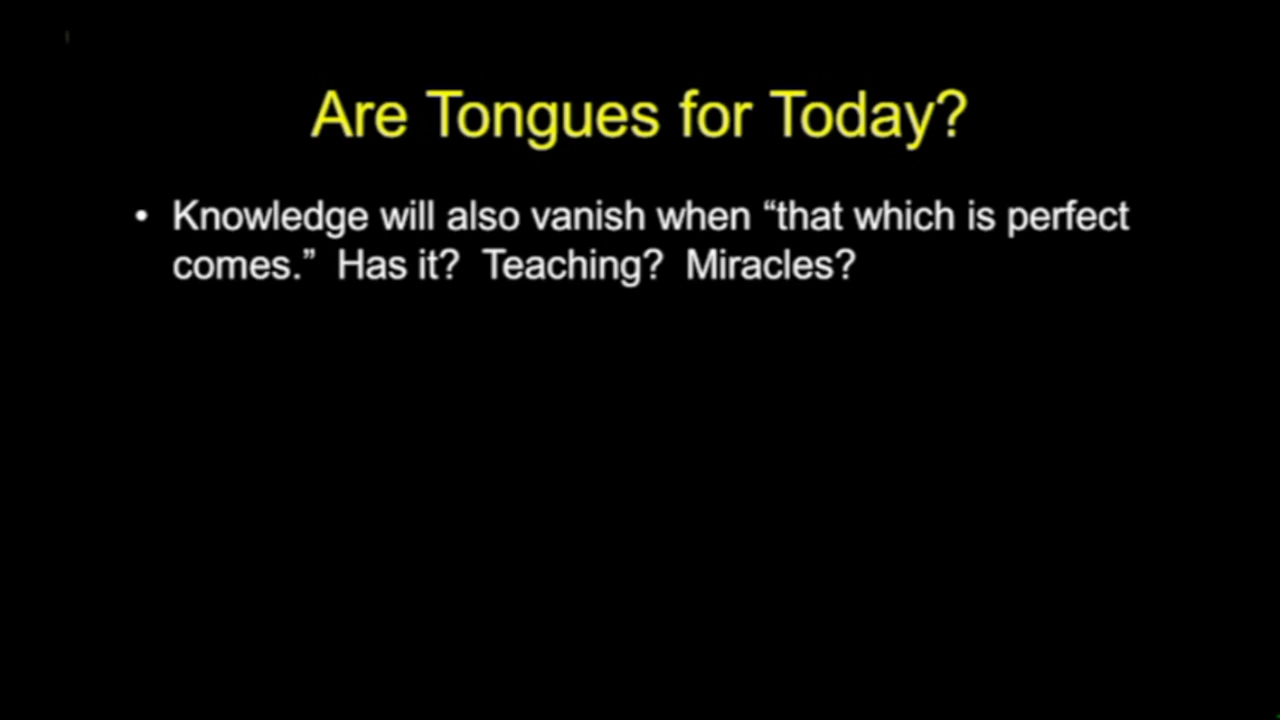 Are Tongues for Today?
• Knowledge will also vanish when “that which is perfect
comes.”  Has it?  Teaching?  Miracles?